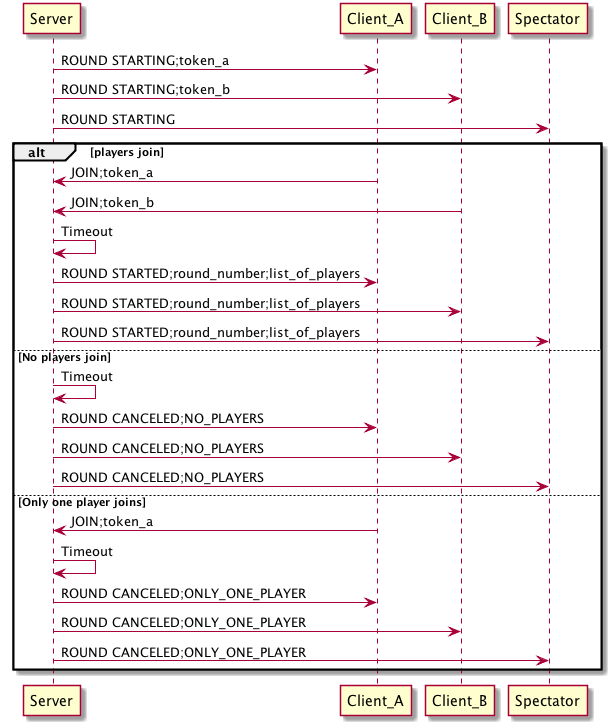 Server Client_A Client_B Spectator
ROUND STARTING;token_a
ROUND STARTING;token_b
ROUND STARTING
alt [players join]
JOIN;token_a
JOIN;token_b
Timeout
ROUND STARTED;round_number;list_of_players
ROUND STARTED;round_number;list_of_players
ROUND STARTED;round_number;list_of_players
[No players join]
Timeout
ROUND CANCELED;NO_PLAYERS
ROUND CANCELED;NO_PLAYERS
ROUND CANCELED;NO_PLAYERS
[Only one player joins]
JOIN;token_a
Timeout
ROUND CANCELED;ONLY_ONE_PLAYER
ROUND CANCELED;ONLY_ONE_PLAYER
ROUND CANCELED;ONLY_ONE_PLAYER
Server Client_A Client_B Spectator